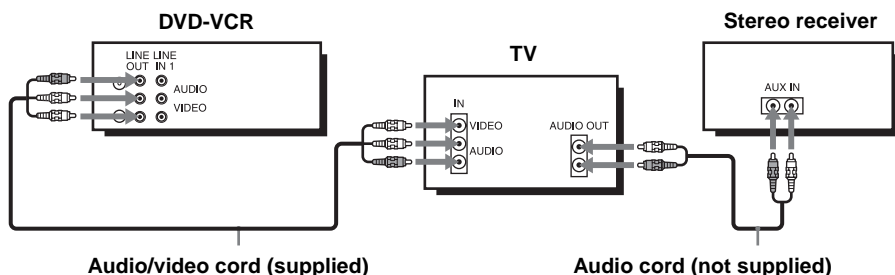 DVD-VCR
LINE LINE
OUT IN 1
AUDIO
VIDEO
TV
IN
VIDEO
AUDIO
AUDIO OUT
Stereo receiver
AUX IN
Audio/video cord (supplied)
Audio cord (not supplied)